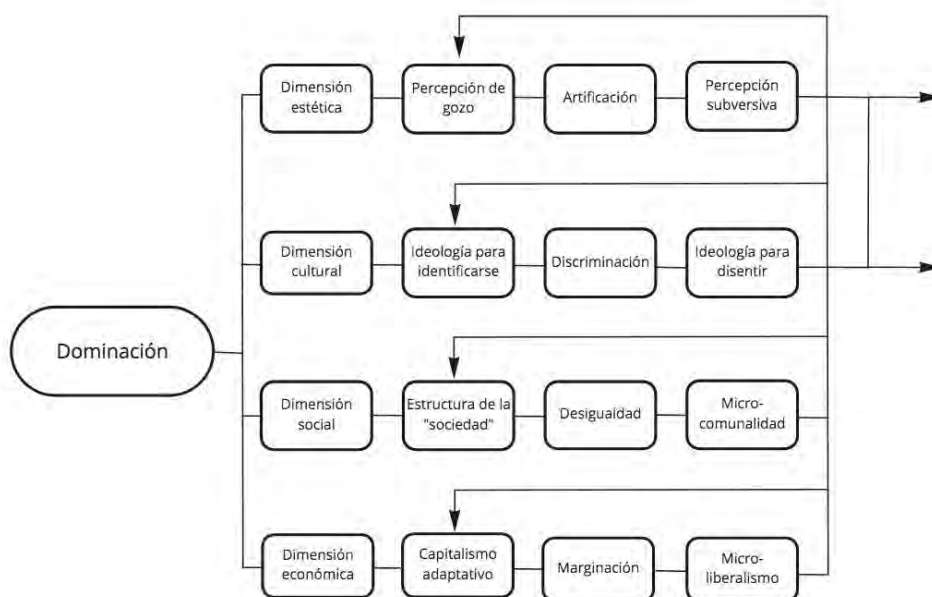 Dimensión
estética
Percepción de
gozo
Artificación
Percepción
subversiva
Dimensión
cultural
Ideología para
identificarse
Discriminación
Ideología para
disentir
Dominación
Dimensión
social
Estructura de la
"sociedad"
Desiguaidad
Micro-
comunalidad
Dimensión
económica
Capitalismo
adaptativo
Marginación
Micro-
liberalismo